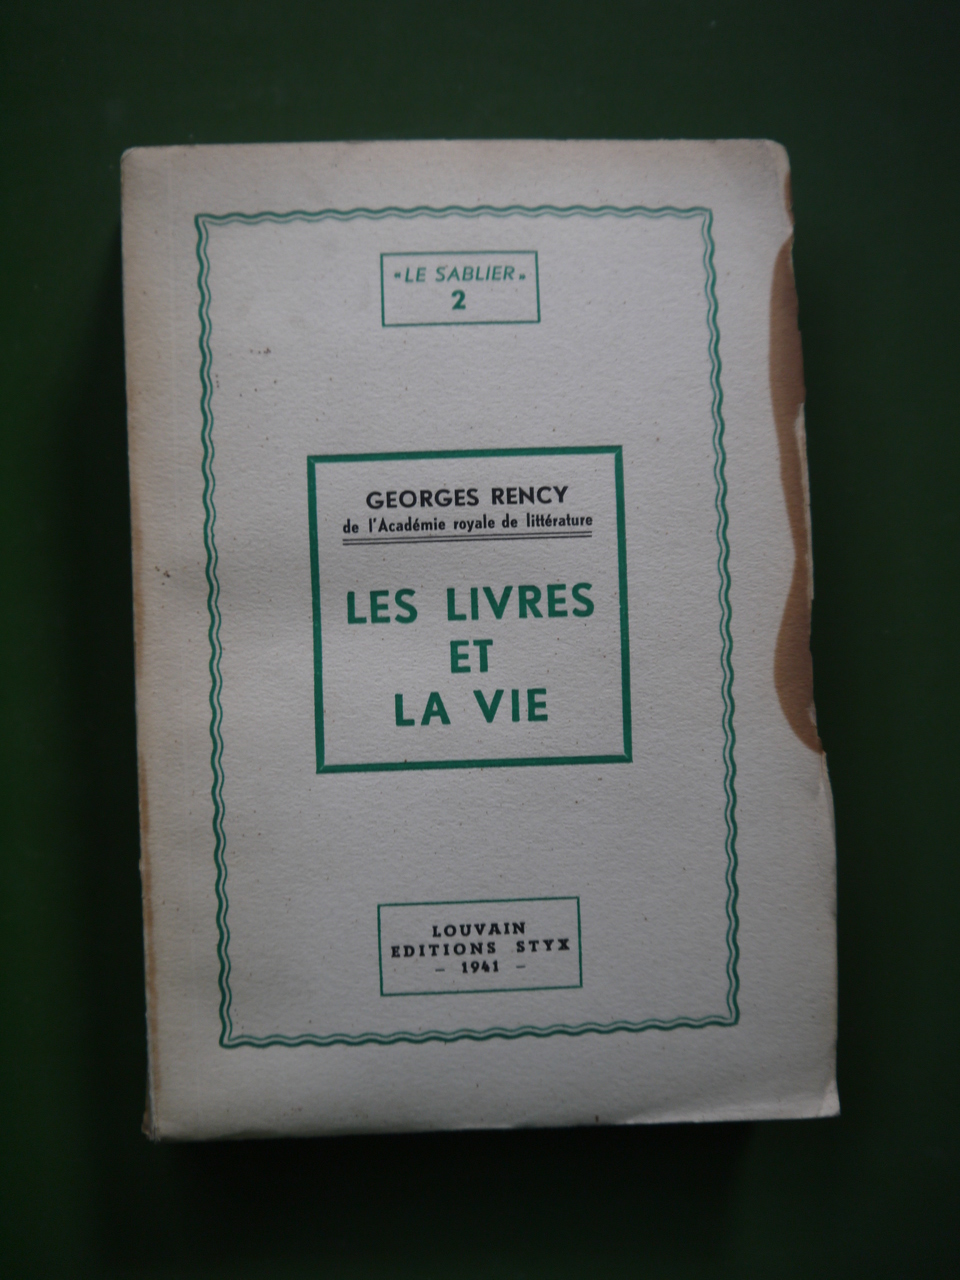 "LE SABLIER"
2
GEORGES RENCY
de l'Académie royale de littérature
LES LIVRES
ET
LA VIE
LOUVAIN
EDITIONS STYX
- 1941 -